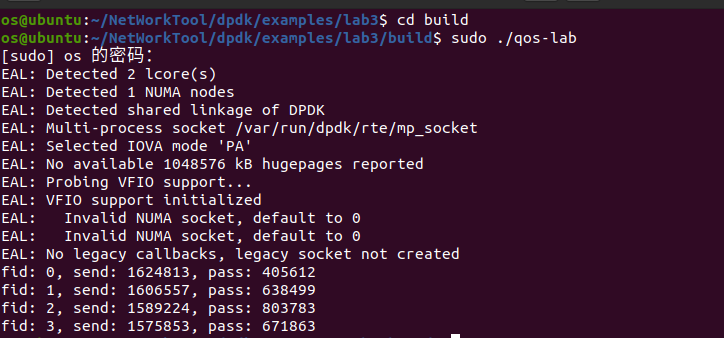 os@ubuntu:~/NetWorkTool/dpdk/examples/lab3$ cd build
os@ubuntu:~/NetWorkTool/dpdk/examples/lab3/build$ sudo ./qos-lab
[sudo] os 的密码：
EAL: Detected 2 lcore(s)
EAL: Detected 1 NUMA nodes
EAL: Detected shared linkage of DPDK
EAL: Multi-process socket /var/run/dpdk/rte/mp_socket
EAL: Selected IOVA mode 'PA'
EAL: No available 1048576 kB hugepages reported
EAL: Probing VFIO support...
EAL: VFIO support initialized
EAL:   Invalid NUMA socket, default to 0
EAL:   Invalid NUMA socket, default to 0
EAL: No legacy callbacks, legacy socket not created
fid: 0, send: 1624813, pass: 405612
fid: 1, send: 1606557, pass: 638499
fid: 2, send: 1589224, pass: 803783
fid: 3, send: 1575853, pass: 671863